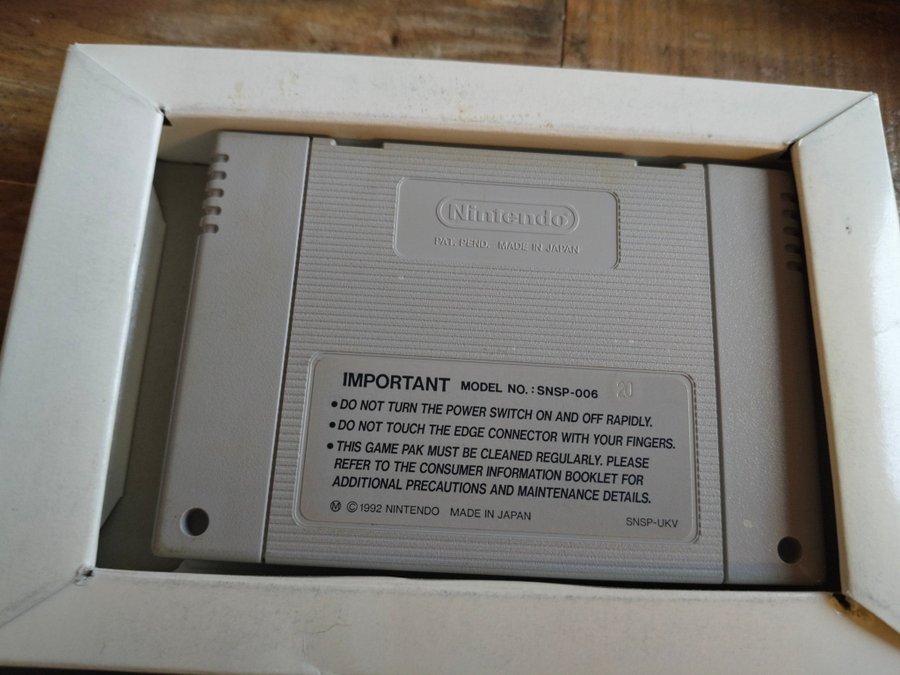 Nintendo
PAT. PEND. MADE IN JAPAN
IMPORTANT MODEL NO.: SNSP-006 20
• DO NOT TURN THE POWER SWITCH ON AND OFF RAPIDLY.
• DO NOT TOUCH THE EDGE CONNECTOR WITH YOUR FINGERS.
• THIS GAME PAK MUST BE CLEANED REGULARLY. PLEASE
REFER TO THE CONSUMER INFORMATION BOOKLET FOR
ADDITIONAL PRECAUTIONS AND MAINTENANCE DETAILS.
Ⓜ © 1992 NINTENDO MADE IN JAPAN SNSP-UKV